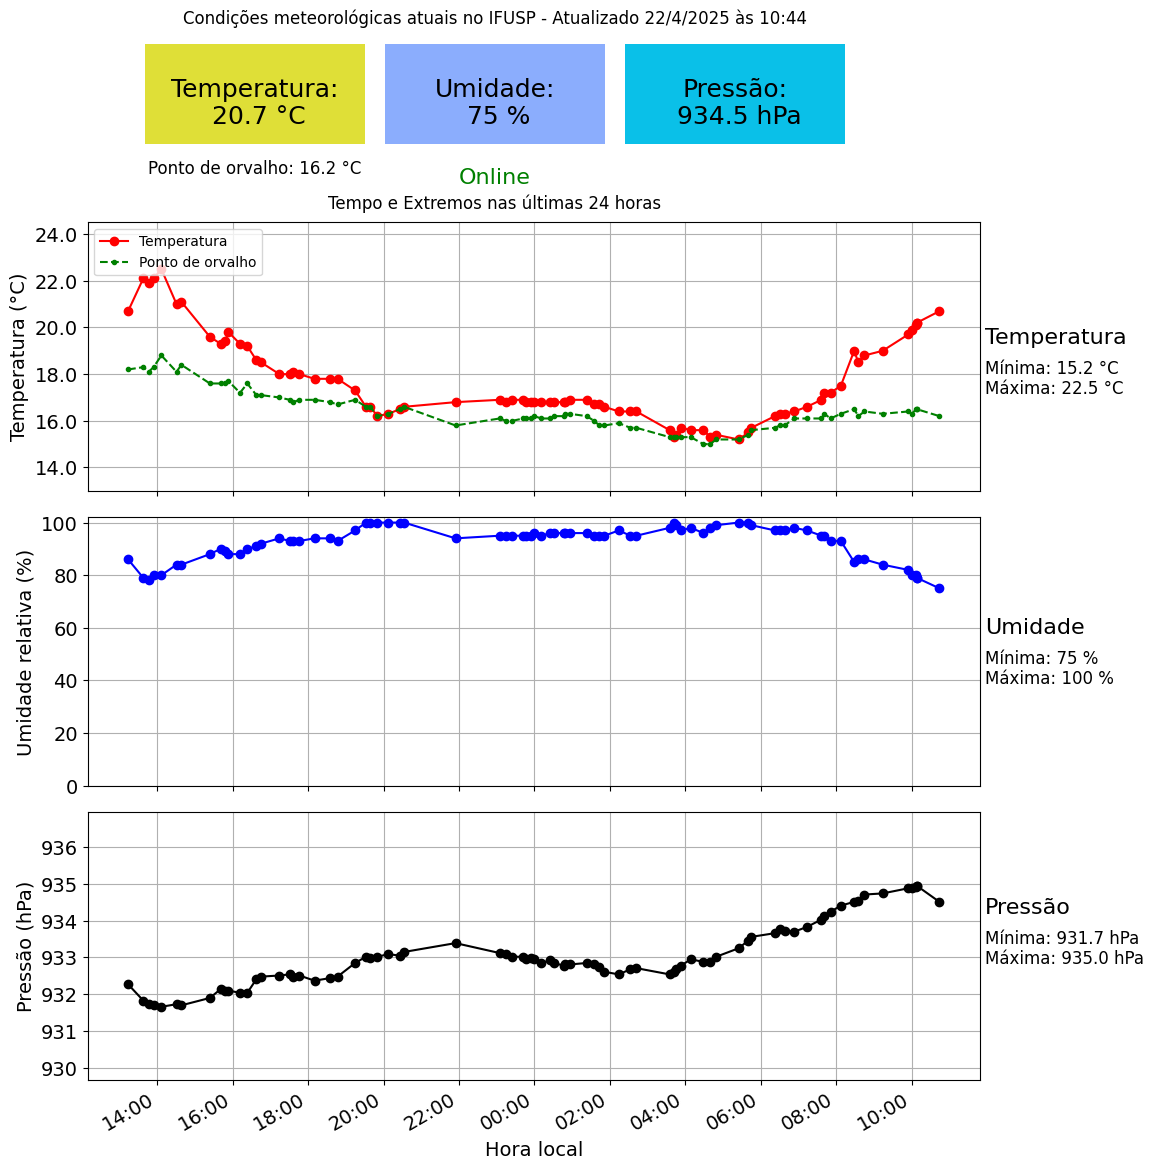 Condições meteorológicas atuais no IFUSP - Atualizado 22/4/2025 às 10:44
Temperatura:
20.7 °C
Umidade:
75 %
Pressão:
934.5 hPa
Ponto de orvalho: 16.2 °C
Online
Tempo e Extremos nas últimas 24 horas
Temperatura (°C)
24.0
22.0
20.0
18.0
16.0
14.0
Temperatura
Ponto de orvalho
Temperatura
Mínima: 15.2 °C
Máxima: 22.5 °C
Umidade relativa (%)
100
80
60
40
20
0
Umidade
Mínima: 75 %
Máxima: 100 %
Pressão (hPa)
936
935
934
933
932
931
930
Pressão
Mínima: 931.7 hPa
Máxima: 935.0 hPa
14:00
16:00
18:00
20:00
22:00
00:00
02:00
04:00
06:00
08:00
10:00
Hora local